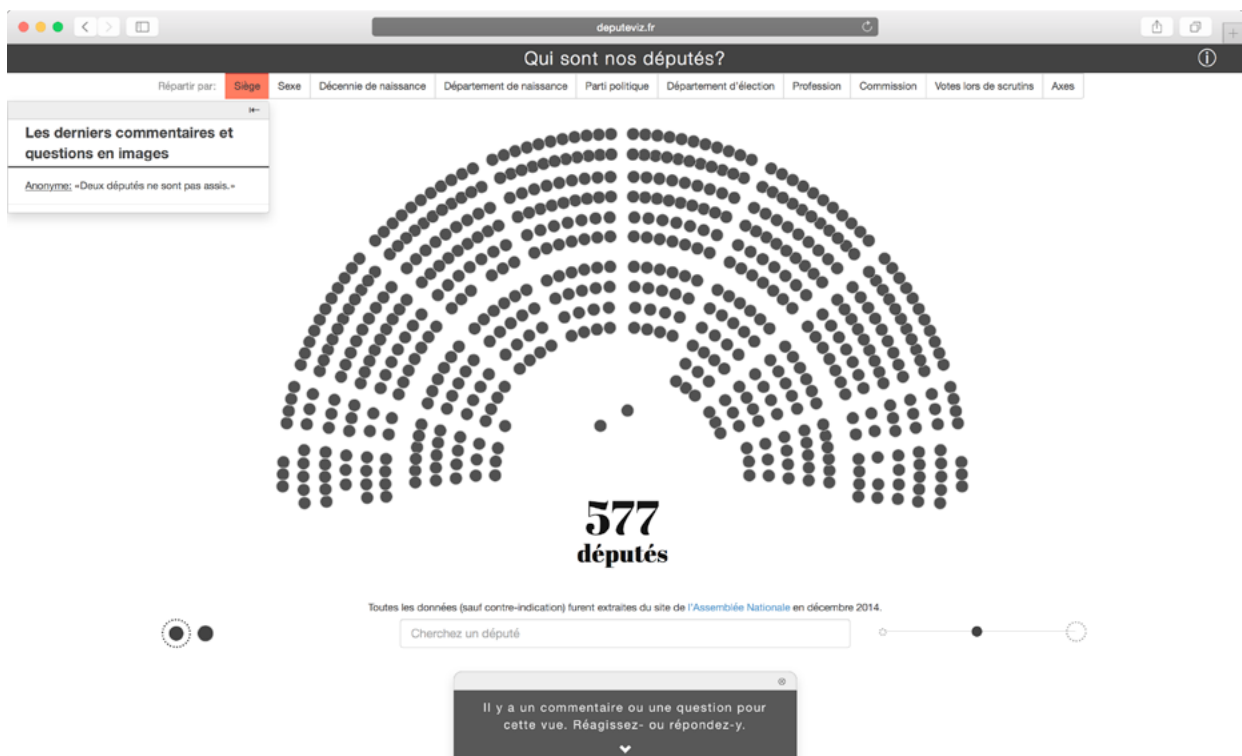 deputeviz.fr
Qui sont nos députés?
Répartir par: Siège Sexe Décennie de naissance Département de naissance Parti politique Département d'élection Profession Commission Votes lors de scrutins Axes
Les derniers commentaires et
questions en images
Anonyme: «Deux députés ne sont pas assis.»
577
députés
Toutes les données (sauf contre-indication) furent extraites du site de l'Assemblée Nationale en décembre 2014.
Cherchez un député
Il y a un commentaire ou une question pour
cette vue. Réagissez- ou répondez-y.